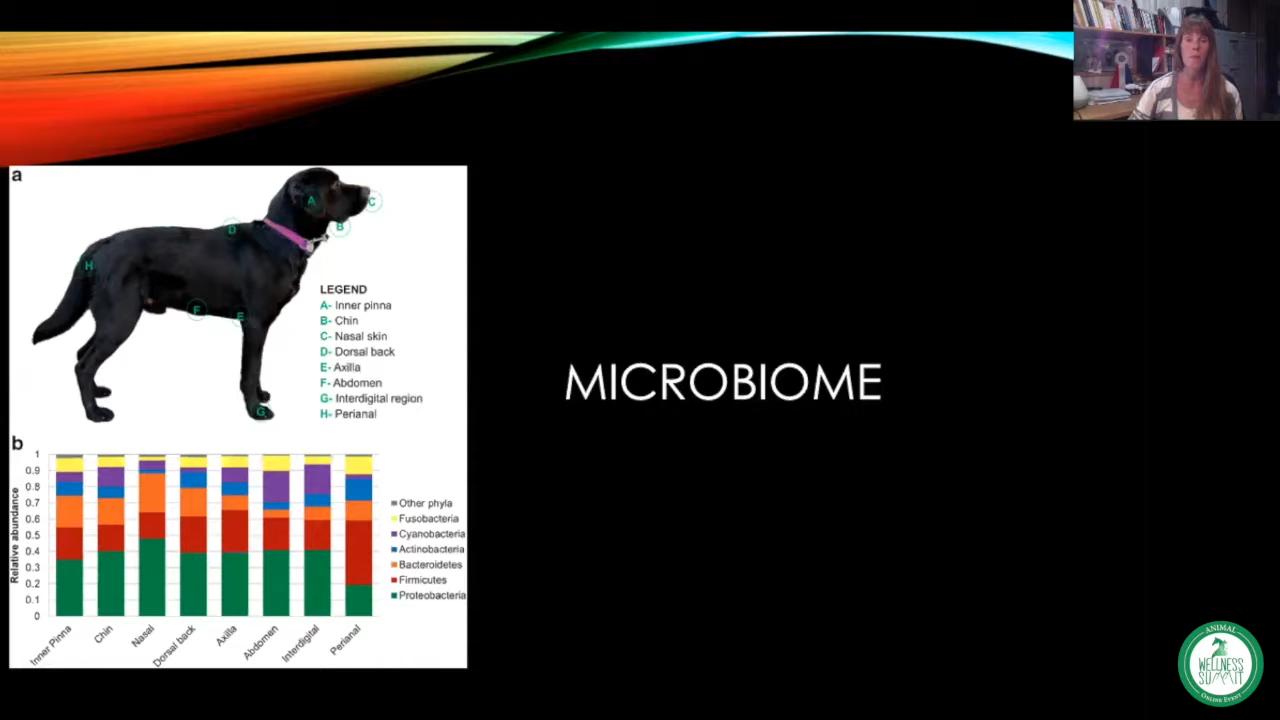 a
A
C
B
D
H
F
E
G
LEGEND
A- Inner pinna
B- Chin
C- Nasal skin
D- Dorsal back
E- Axilla
F- Abdomen
G- Interdigital region
H- Perianal
MICROBIOME
b
Relative abundance
1
0.9
0.8
0.7
0.6
0.5
0.4
0.3
0.2
0.1
0
Inner Pinna
Chin
Nasal
Dorsal back
Axilla
Abdomen
Interdigital
Perianal
Other phyla
Fusobacteria
Cyanobacteria
Actinobacteria
Bacteroidetes
Firmicutes
Proteobacteria
ANIMAL
WELLNESS
SUMMIT
ONLINE EVENT